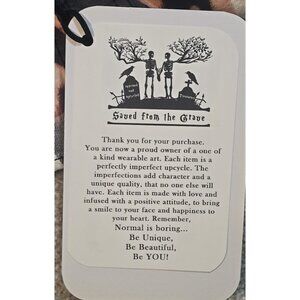 Saved from the Grave
Thank you for your purchase.
You are now a proud owner of a one of
a kind wearable art. Each item is a
perfectly imperfect upcycle. The
imperfections add character and a
unique quality, that no one else will
have. Each item is made with love and
infused with a positive attitude, to bring
a smile to your face and happiness to
your heart. Remember,
Normal is boring...
Be Unique,
Be Beautiful,
Be YOU!